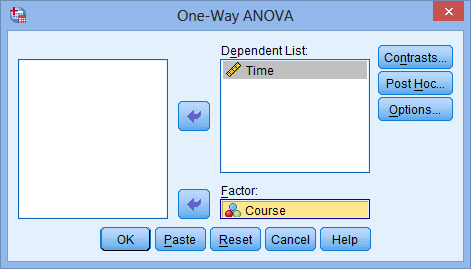 One-Way ANOVA
Dependent List:
Time
Contrasts...
Post Hoc...
Options...
Factor:
Course
OK Paste Reset Cancel Help